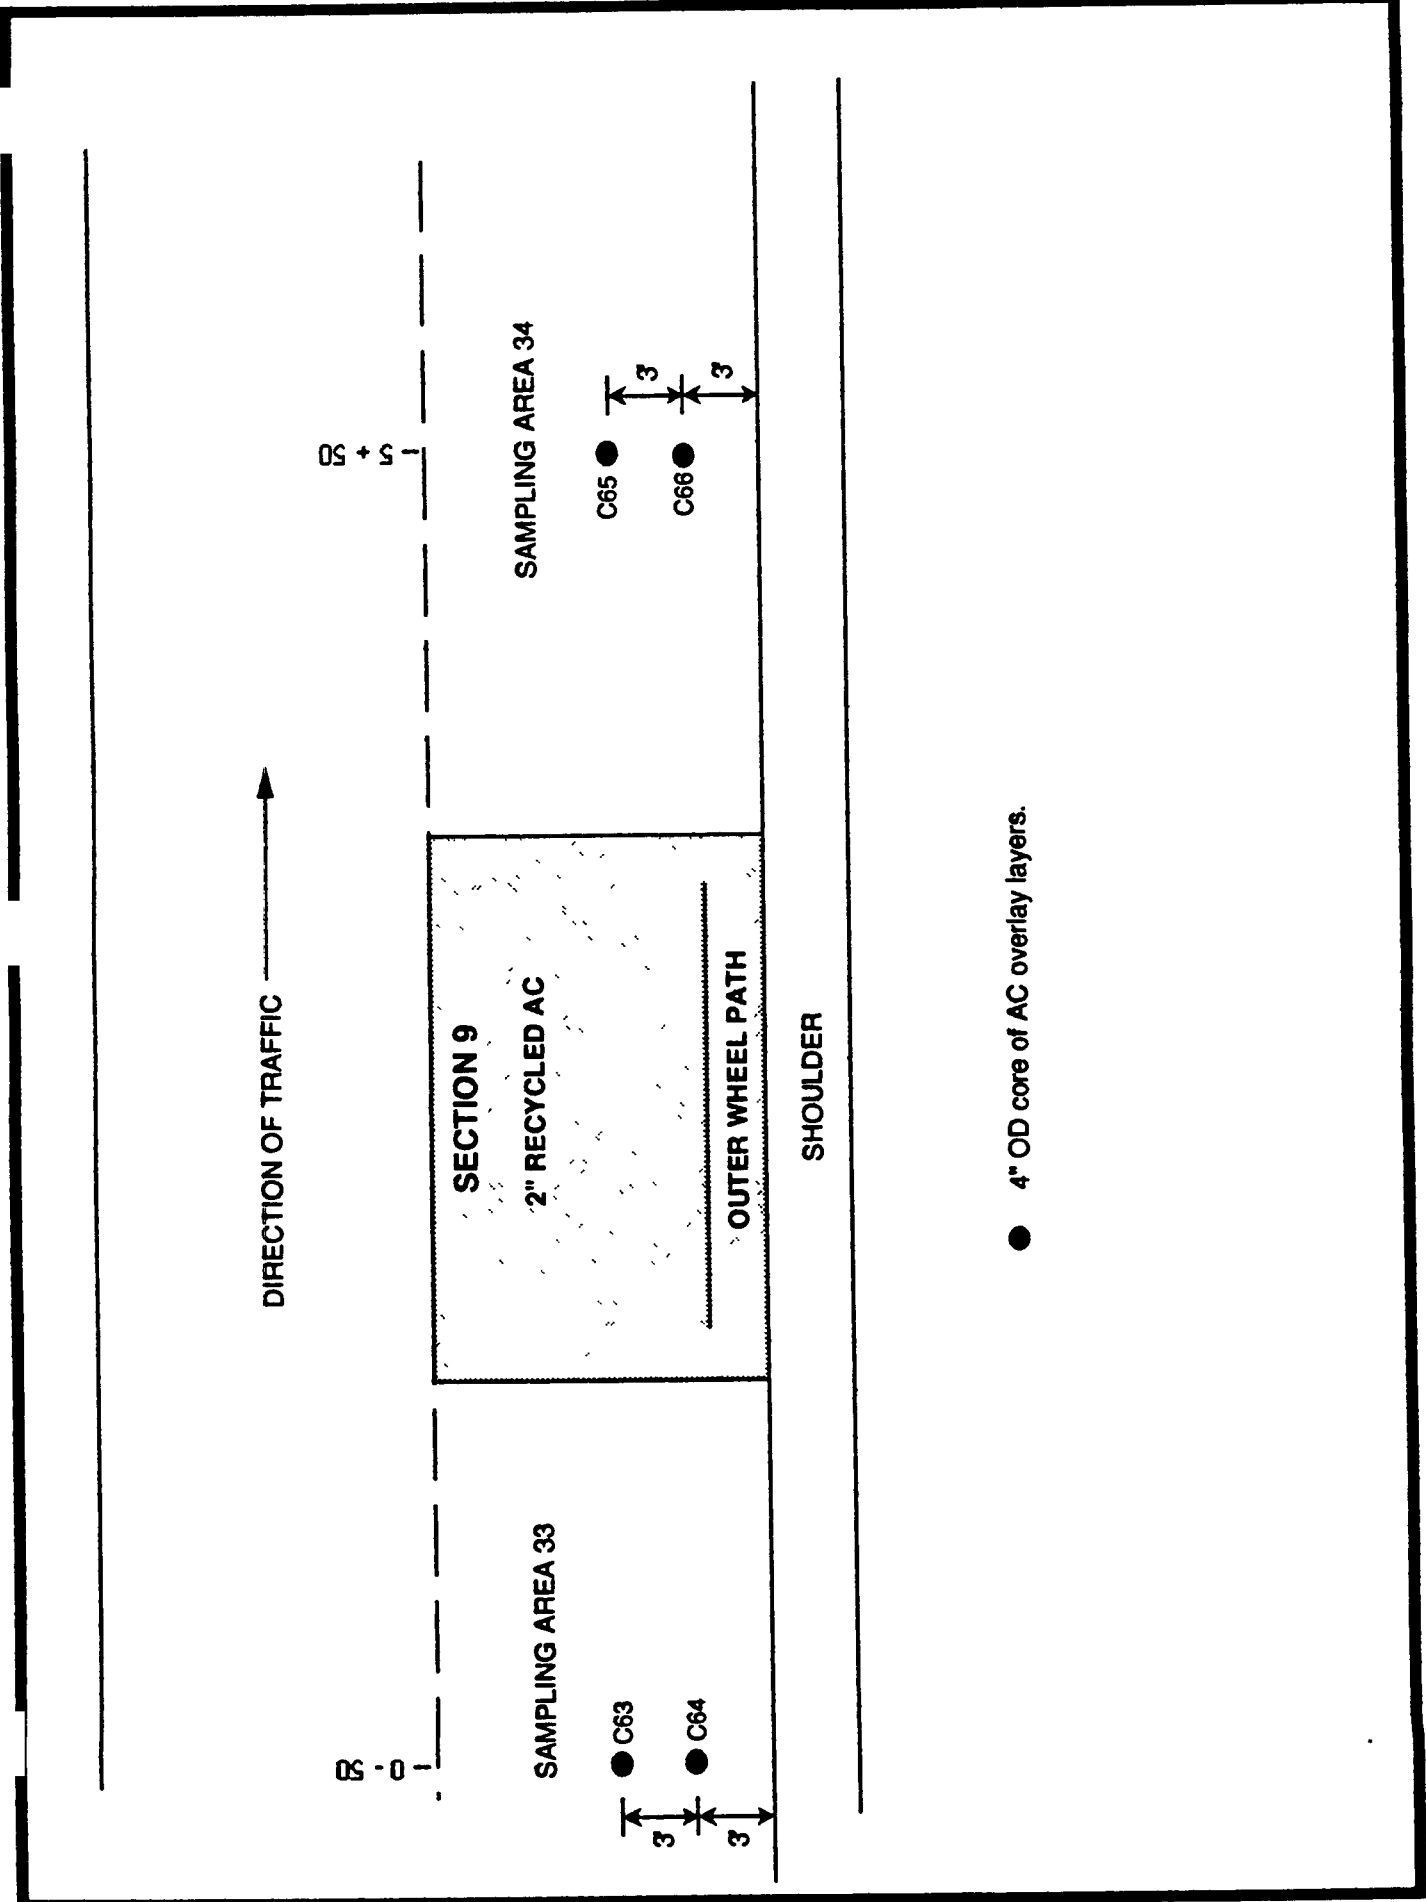 DIRECTION OF TRAFFIC
0 - 50
5 + 50
SAMPLING AREA 33
SECTION 9
2" RECYCLED AC
SAMPLING AREA 34
C63
C64
3'
3'
C65
C66
3'
3'
OUTER WHEEL PATH
SHOULDER
4" OD core of AC overlay layers.